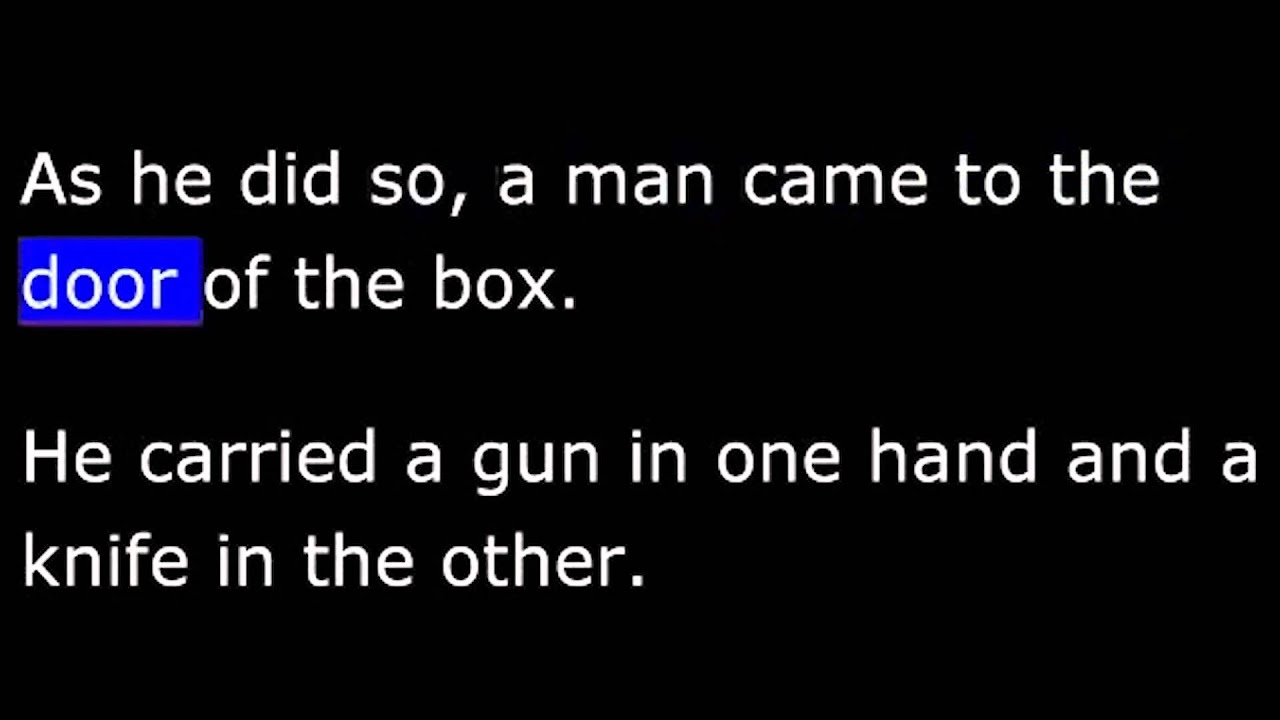 As he did so, a man came to the
door of the box.
He carried a gun in one hand and a
knife in the other.